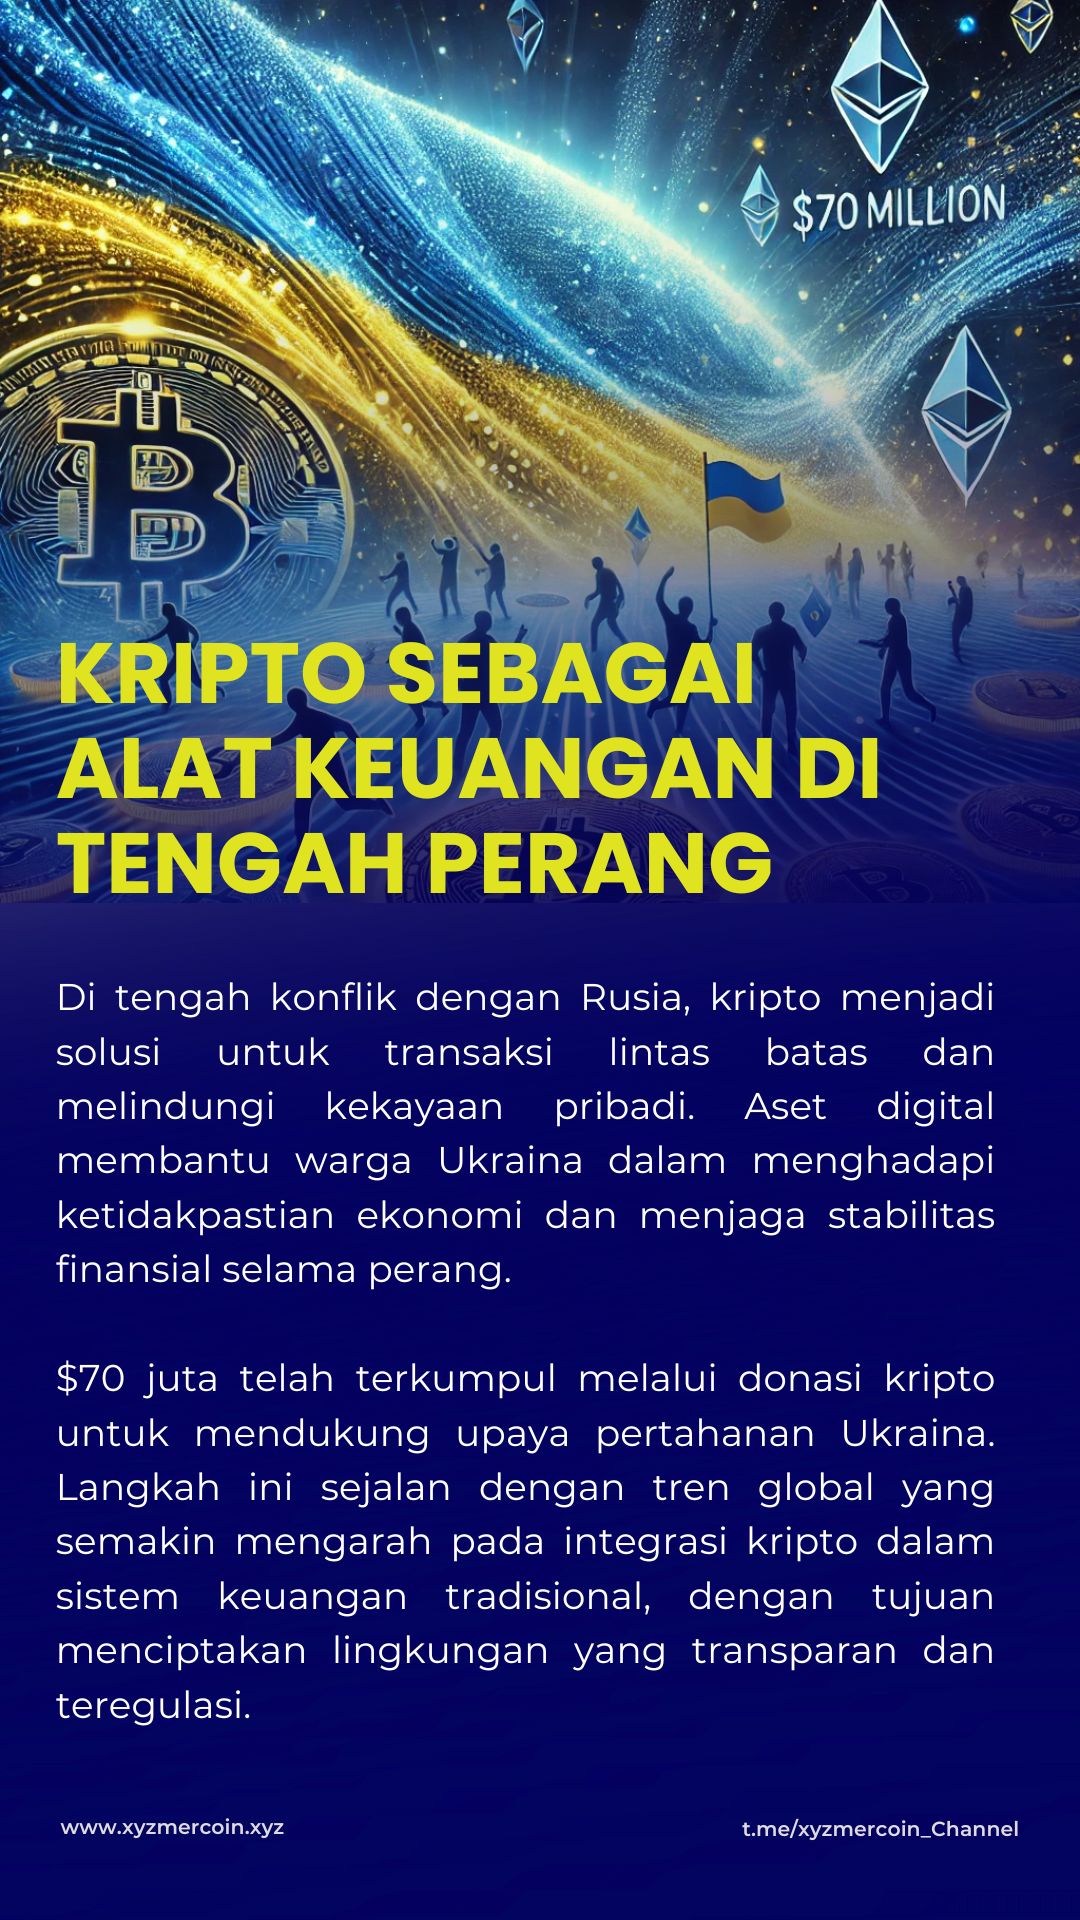 $70 MILLION
KRIPTO SEBAGAI
ALAT KEUANGAN DI
TENGAH PERANG
Di tengah konflik dengan Rusia, kripto menjadi
solusi untuk transaksi lintas batas dan
melindungi kekayaan pribadi. Aset digital
membantu warga Ukraina dalam menghadapi
ketidakpastian ekonomi dan menjaga stabilitas
finansial selama perang.
$70 juta telah terkumpul melalui donasi kripto
untuk mendukung upaya pertahanan Ukraina.
Langkah ini sejalan dengan tren global yang
semakin mengarah pada integrasi kripto dalam
sistem keuangan tradisional, dengan tujuan
menciptakan lingkungan yang transparan dan
teregulasi.
www.xyzmercoin.xyz
t.me/xyzmercoin_Channel